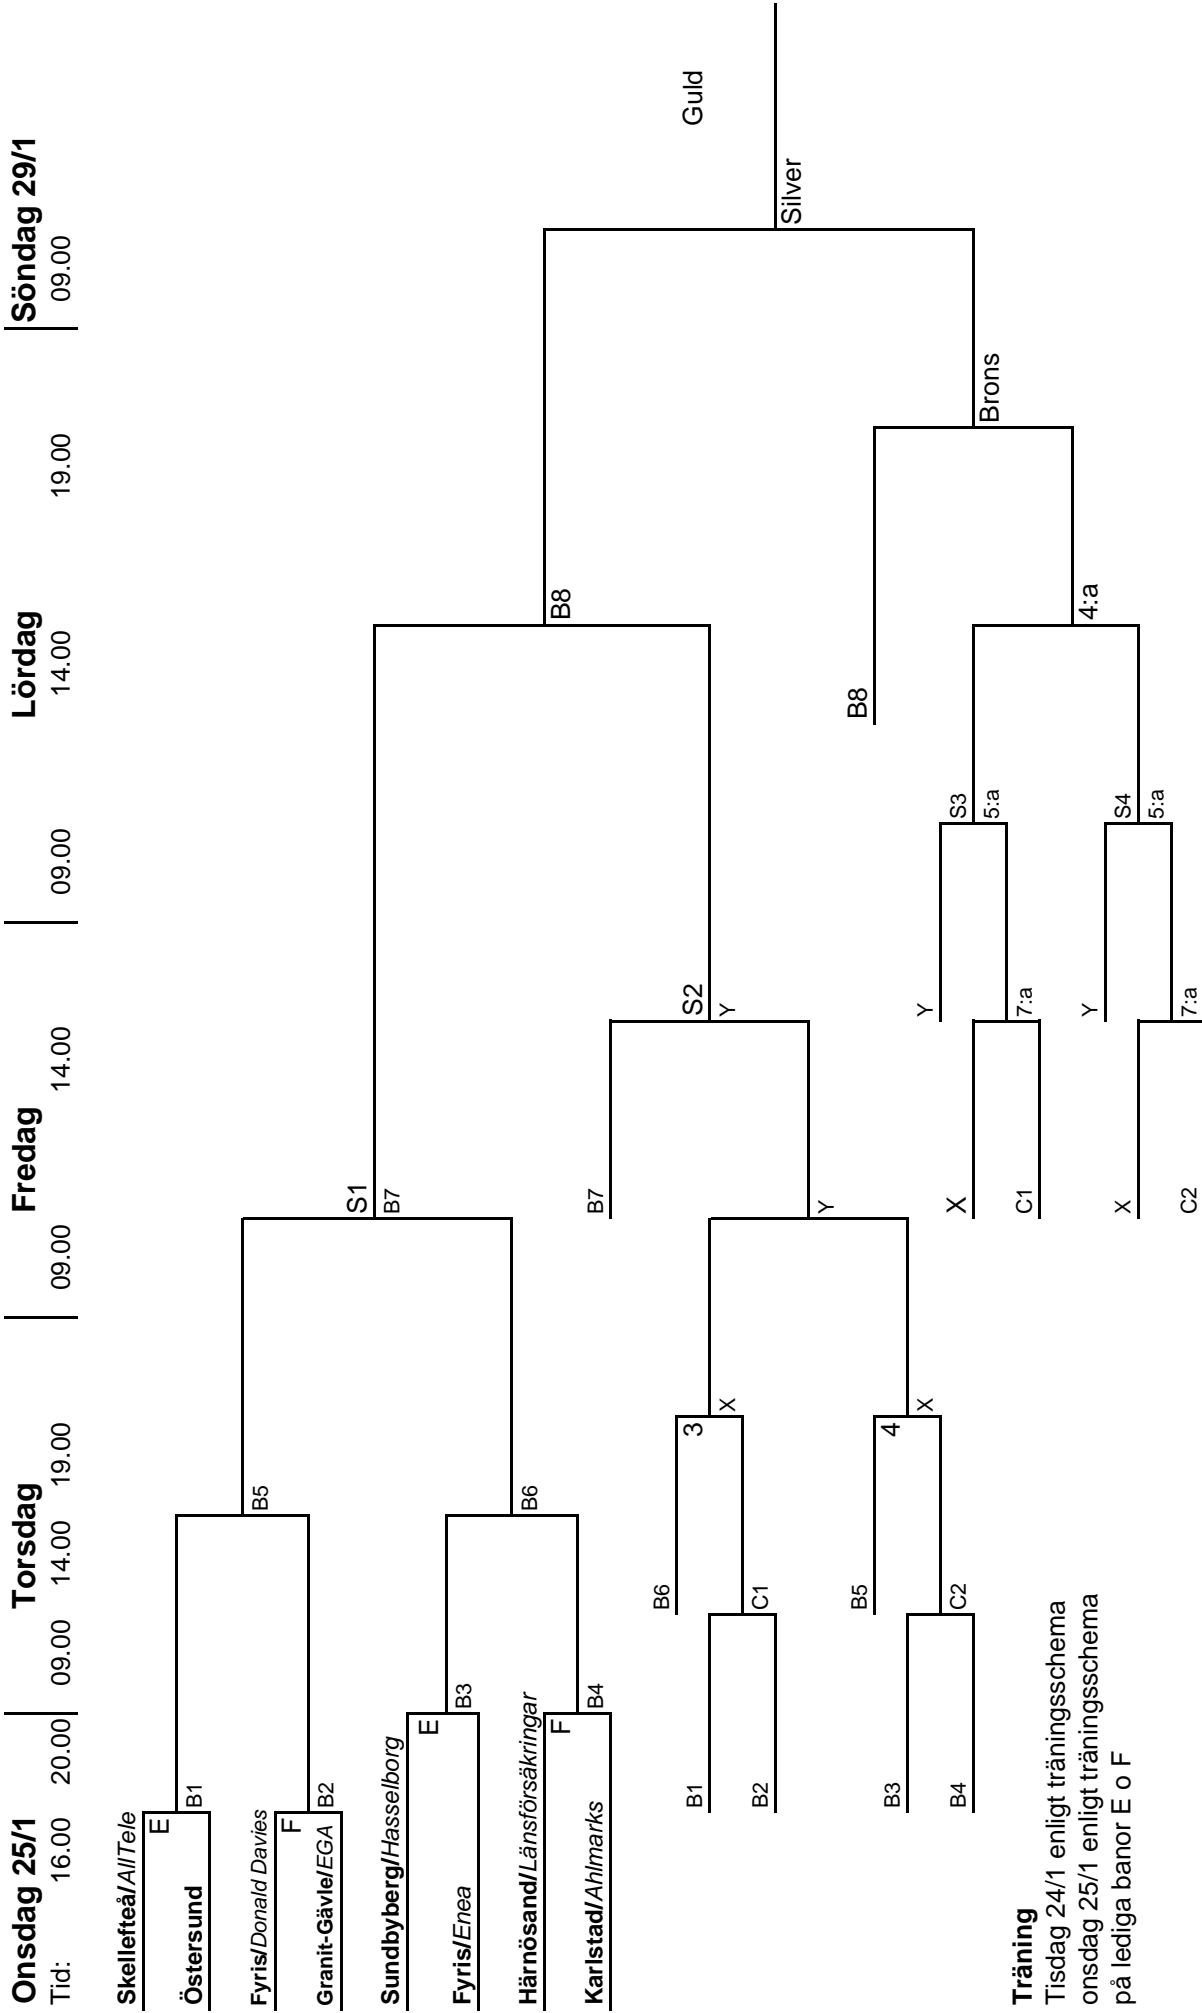 Onsdag 25/1 Torsdag Fredag Lördag Söndag 29/1
Tid: 16.00 20.00 09.00 14.00 19.00 09.00 14.00 09.00 14.00 19.00 09.00
Skellefteå/AllTele
E
B1
Östersund
B5
Fyris/Donald Davies
F
B2
Granit-Gävle/EGA
S1
B7
Sundbyberg/Hasselborg
E
B3
Fyris/Enea
B6
Härnösand/Länsförsäkringar
F
B4
Karlstad/Ahlmarks
B8
B7
S2
Y
B6
3
X
B1
C1
B2
Y
B5
4
X
B3
C2
B4
Guld
Silver
B8
Brons
Y
S3
5:a
X
7:a
C1
4:a
Y
S4
5:a
X
7:a
C2
Träning
Tisdag 24/1 enligt träningsschema
onsdag 25/1 enligt träningsschema
på lediga banor E o F